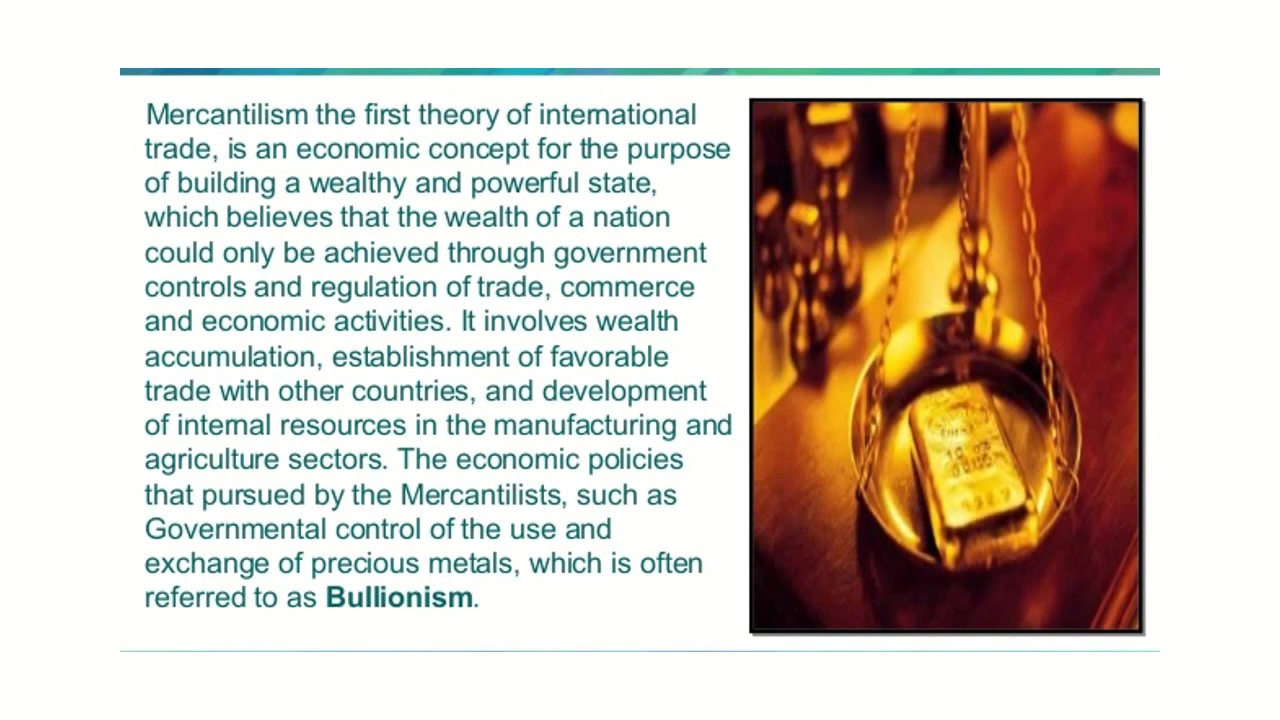 Mercantilism the first theory of international
trade, is an economic concept for the purpose
of building a wealthy and powerful state,
which believes that the wealth of a nation
could only be achieved through government
controls and regulation of trade, commerce
and economic activities. It involves wealth
accumulation, establishment of favorable
trade with other countries, and development
of internal resources in the manufacturing and
agriculture sectors. The economic policies
that pursued by the Mercantilists, such as
Governmental control of the use and
exchange of precious metals, which is often
referred to as Bullionism.